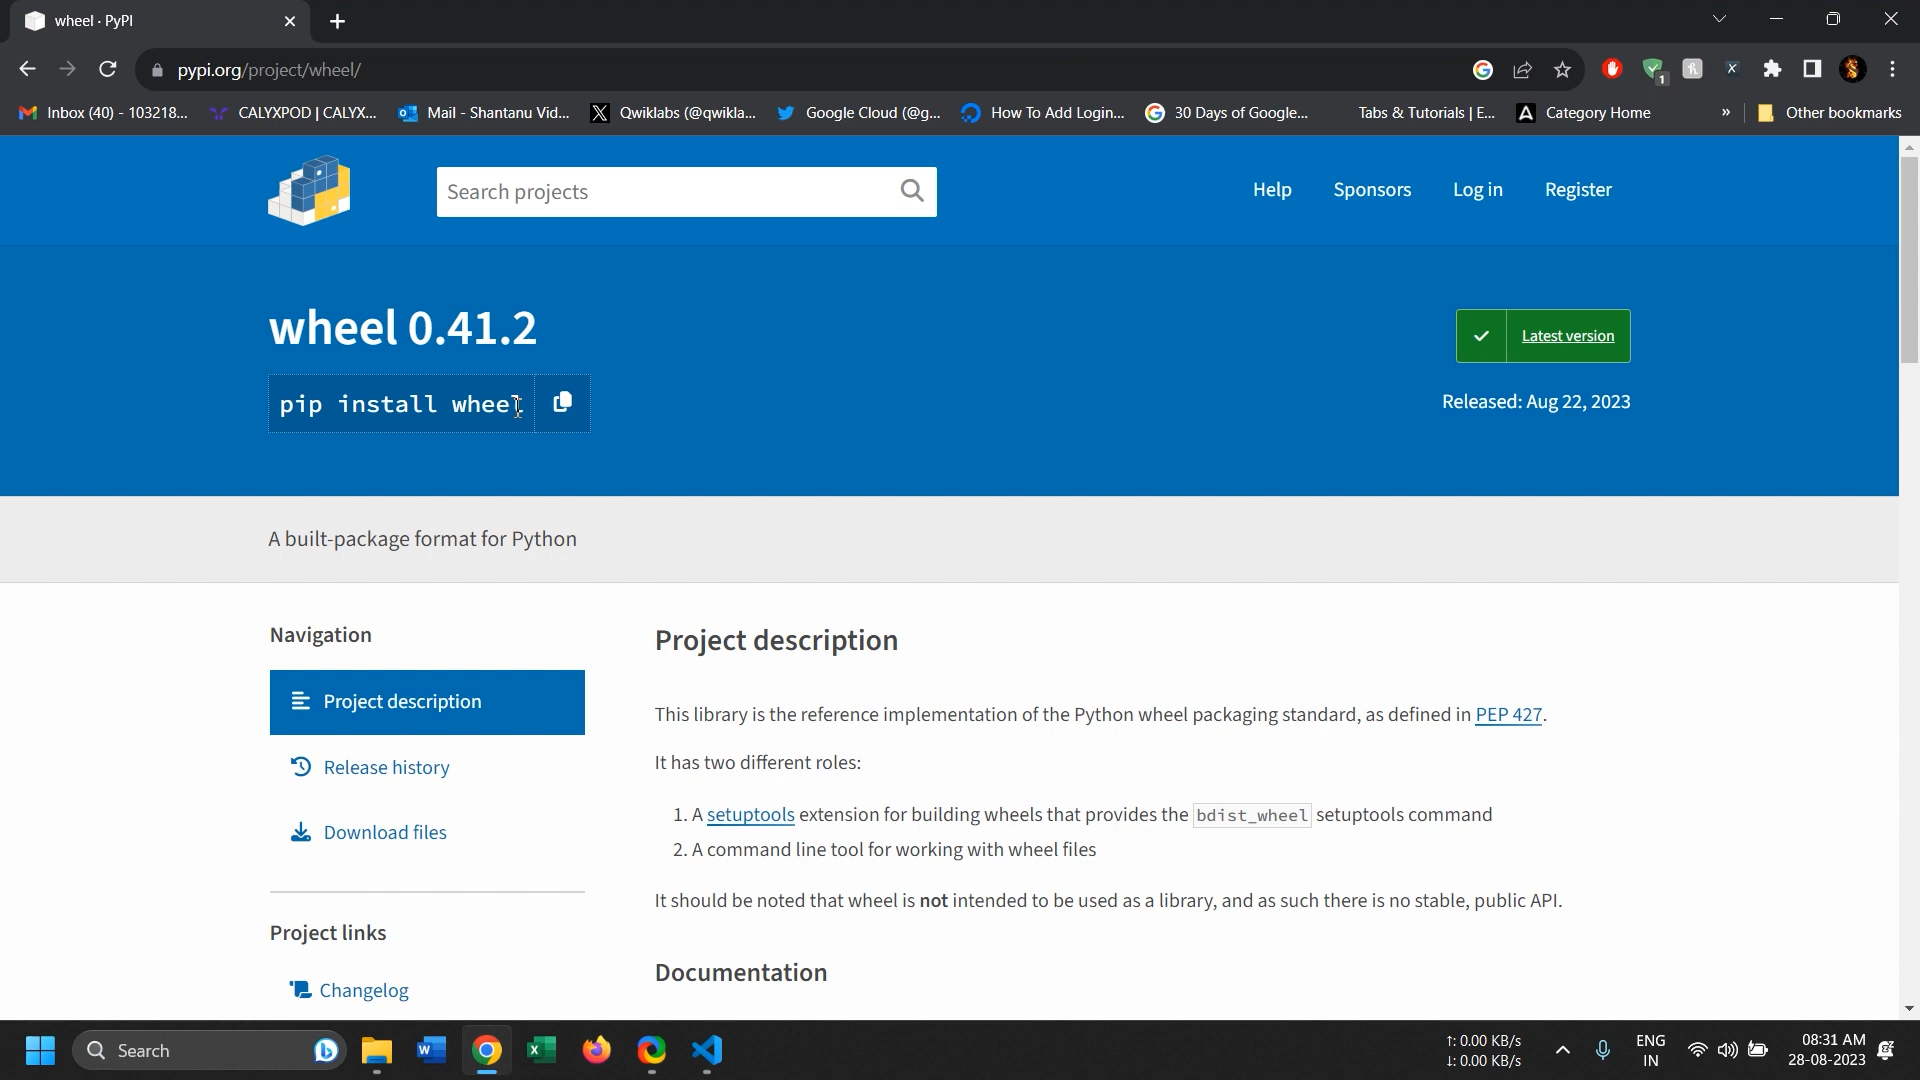 wheel · PyPI
pypi.org/project/wheel/
1
Inbox (40) - 103218...
CALYXPOD | CALYX...
Mail - Shantanu Vid...
Qwiklabs (@qwikla...
Google Cloud (@g...
How To Add Login...
30 Days of Google...
Tabs & Tutorials | E...
Category Home
»
Other bookmarks
Search projects
Help
Sponsors
Log in
Register
wheel 0.41.2
Latest version
pip install wheel
Released: Aug 22, 2023
A built-package format for Python
Navigation
Project description
Release history
Download files
Project links
Changelog
Project description
This library is the reference implementation of the Python wheel packaging standard, as defined in PEP 427.
It has two different roles:
1. A setuptools extension for building wheels that provides the bdist_wheel setuptools command
2. A command line tool for working with wheel files
It should be noted that wheel is not intended to be used as a library, and as such there is no stable, public API.
Documentation
Search
↑: 0.00 KB/s
↓: 0.00 KB/s
ENG
IN
08:31 AM
28-08-2023